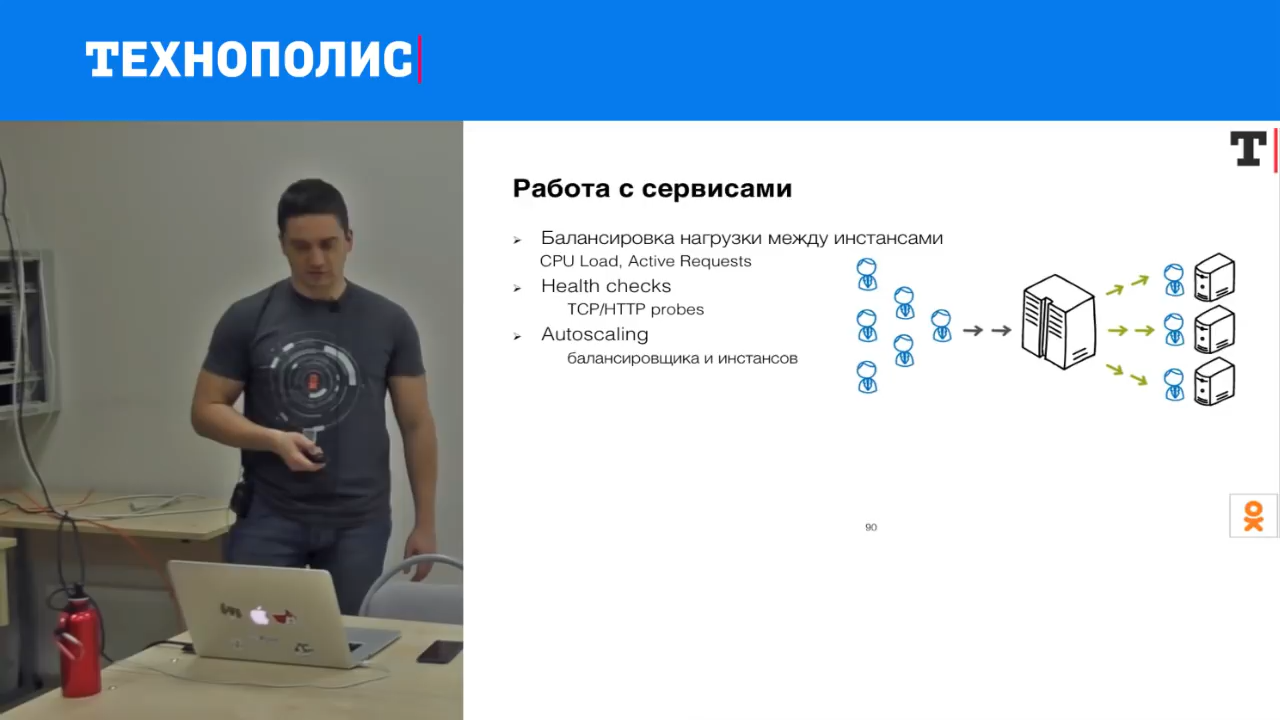 ТЕХНОПОЛИС
T
Работа с сервисами
Балансировка нагрузки между инстансами
CPU Load, Active Requests
Health checks
TCP/HTTP probes
Autoscaling
балансировщика и инстансов
90